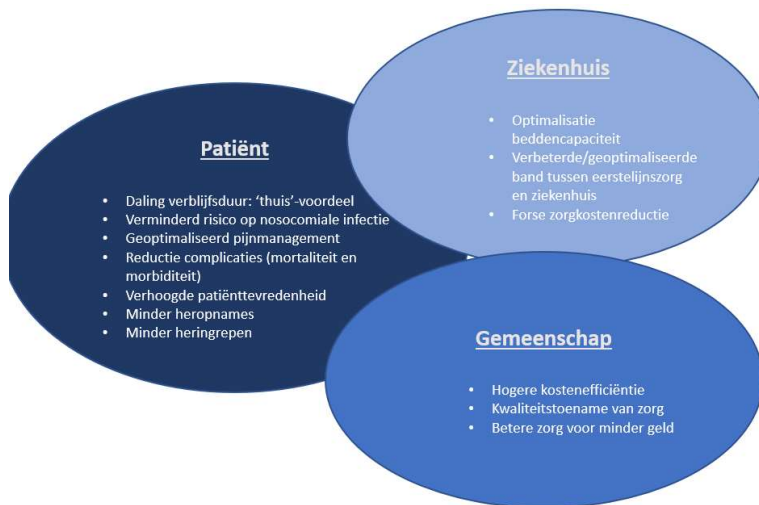 Patiënt
• Daling verblijfsduur: ‘thuis’-voordeel
• Verminderd risico op nosocomiale infectie
• Geoptimaliseerd pijnmanagement
• Reductie complicaties (mortaliteit en
morbiditeit)
• Verhoogde patiënttevredenheid
• Minder heropnames
• Minder heringrepen
Ziekenhuis
• Optimalisatie
beddencapaciteit
• Verbeterde/geoptimaliseerde
band tussen eerstelijnszorg
en ziekenhuis
• Forse zorgkostenreductie
Gemeenschap
• Hogere kostenefficiëntie
• Kwaliteitstoename van zorg
• Betere zorg voor minder geld